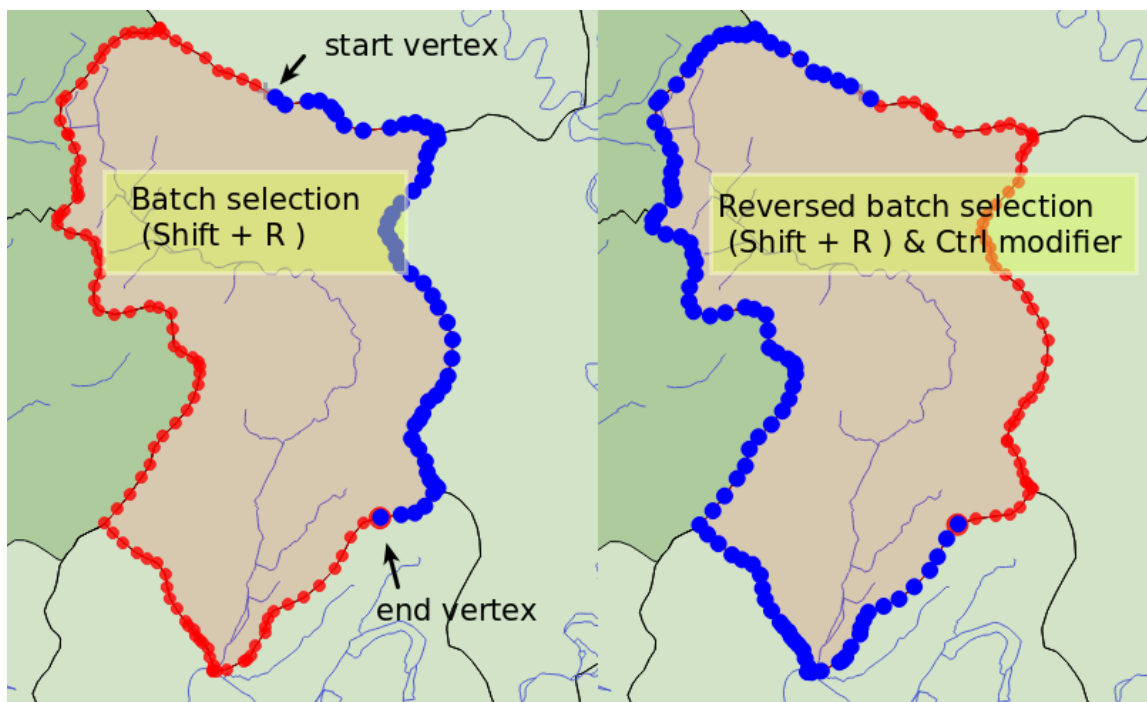 start vertex
Batch selection
(Shift + R )
end vertex
Reversed batch selection
(Shift + R ) & Ctrl modifier